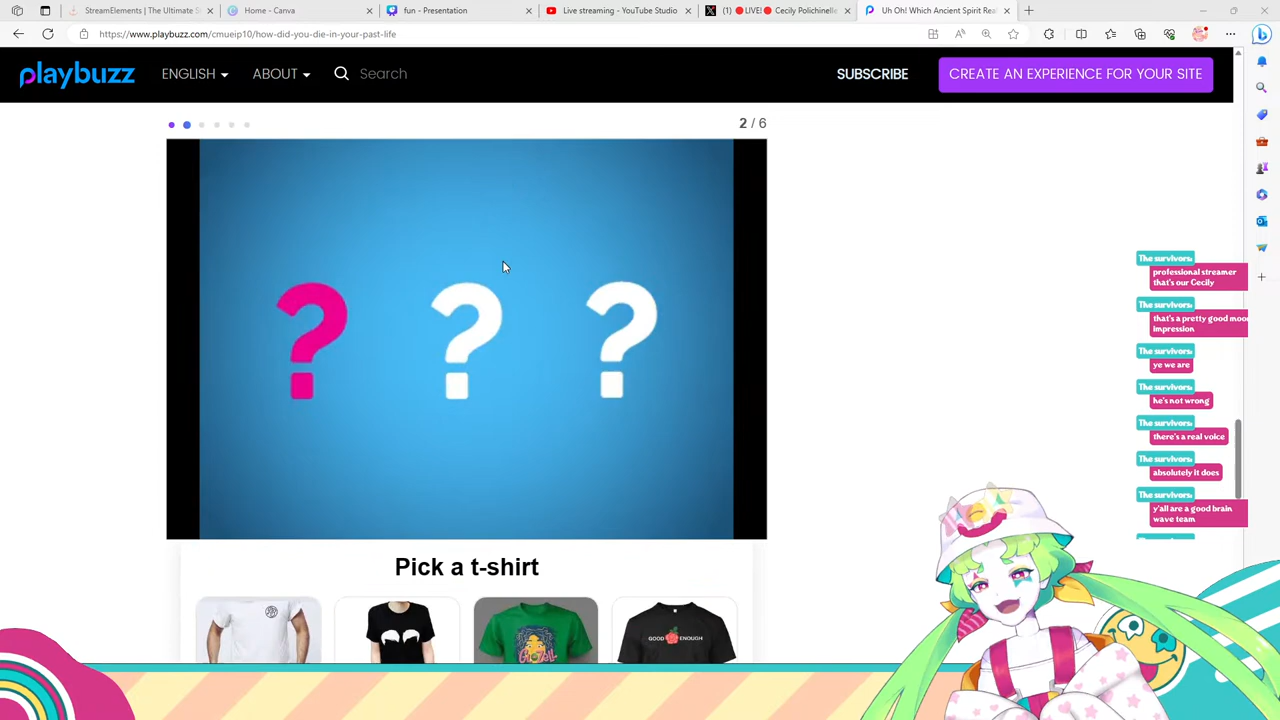 StreamElements | The Ultimate S
Home - Canva
fun - Presentation
Live streaming - YouTube Studio
(1) 🔴LIVE!🔴 Cecily Polichinelle
Uh Oh! Which Ancient Spirit Rea
https://www.playbuzz.com/cmueip10/how-did-you-die-in-your-past-life
playbuzz
ENGLISH
ABOUT
Search
SUBSCRIBE
CREATE AN EXPERIENCE FOR YOUR SITE
2 / 6
? ? ?
Pick a t-shirt
GOOD ENOUGH
The survivors:
professional streamer
that's our Cecily
The survivors:
that's a pretty good moo
impression
The survivors:
ye we are
The survivors:
he's not wrong
The survivors:
there's a real voice
The survivors:
absolutely it does
The survivors:
y'all are a good brain
wave team